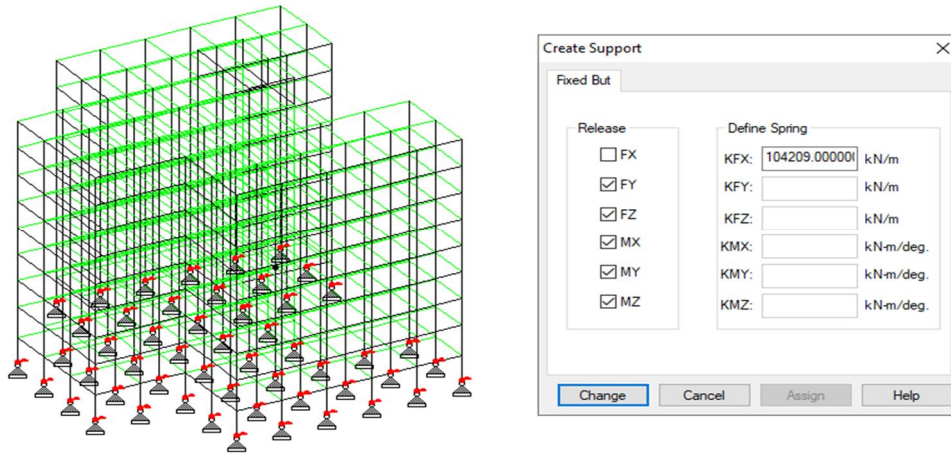 Create Support
Fixed But
Release
FX
FY
FZ
MX
MY
MZ
Define Spring
KFX: 104209.000000 kN/m
KFY: kN/m
KFZ: kN/m
KMX: kN-m/deg.
KMY: kN-m/deg.
KMZ: kN-m/deg.
Change Cancel Assign Help